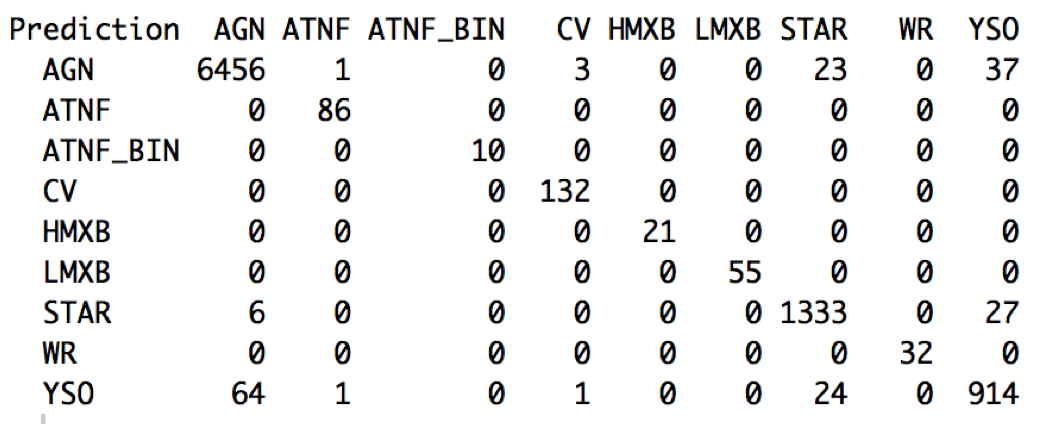 Prediction AGN ATNF ATNF_BIN CV HMXB LMXB STAR WR YSO
AGN 6456 1 0 3 0 0 23 0 37
ATNF 0 86 0 0 0 0 0 0 0
ATNF_BIN 0 0 10 0 0 0 0 0 0
CV 0 0 0 132 0 0 0 0 0
HMXB 0 0 0 0 21 0 0 0 0
LMXB 0 0 0 0 0 55 0 0 0
STAR 6 0 0 0 0 0 1333 0 27
WR 0 0 0 0 0 0 0 32 0
YSO 64 1 0 1 0 0 24 0 914